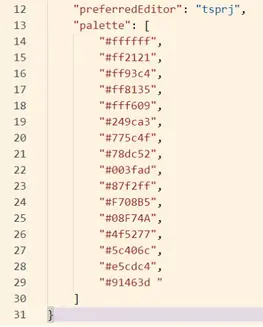 12 "preferredEditor": "tsprj",
13 "palette": [
14 "#ffffff",
15 "#ff2121",
16 "#ff93c4",
17 "#ff8135",
18 "#fff609",
19 "#249ca3",
20 "#775c4f",
21 "#78dc52",
22 "#003fad",
23 "#87f2ff",
24 "#F708B5",
25 "#08F74A",
26 "#4f5277",
27 "#5c406c",
28 "#e5cdc4",
29 "#91463d "
30 ]
31 }